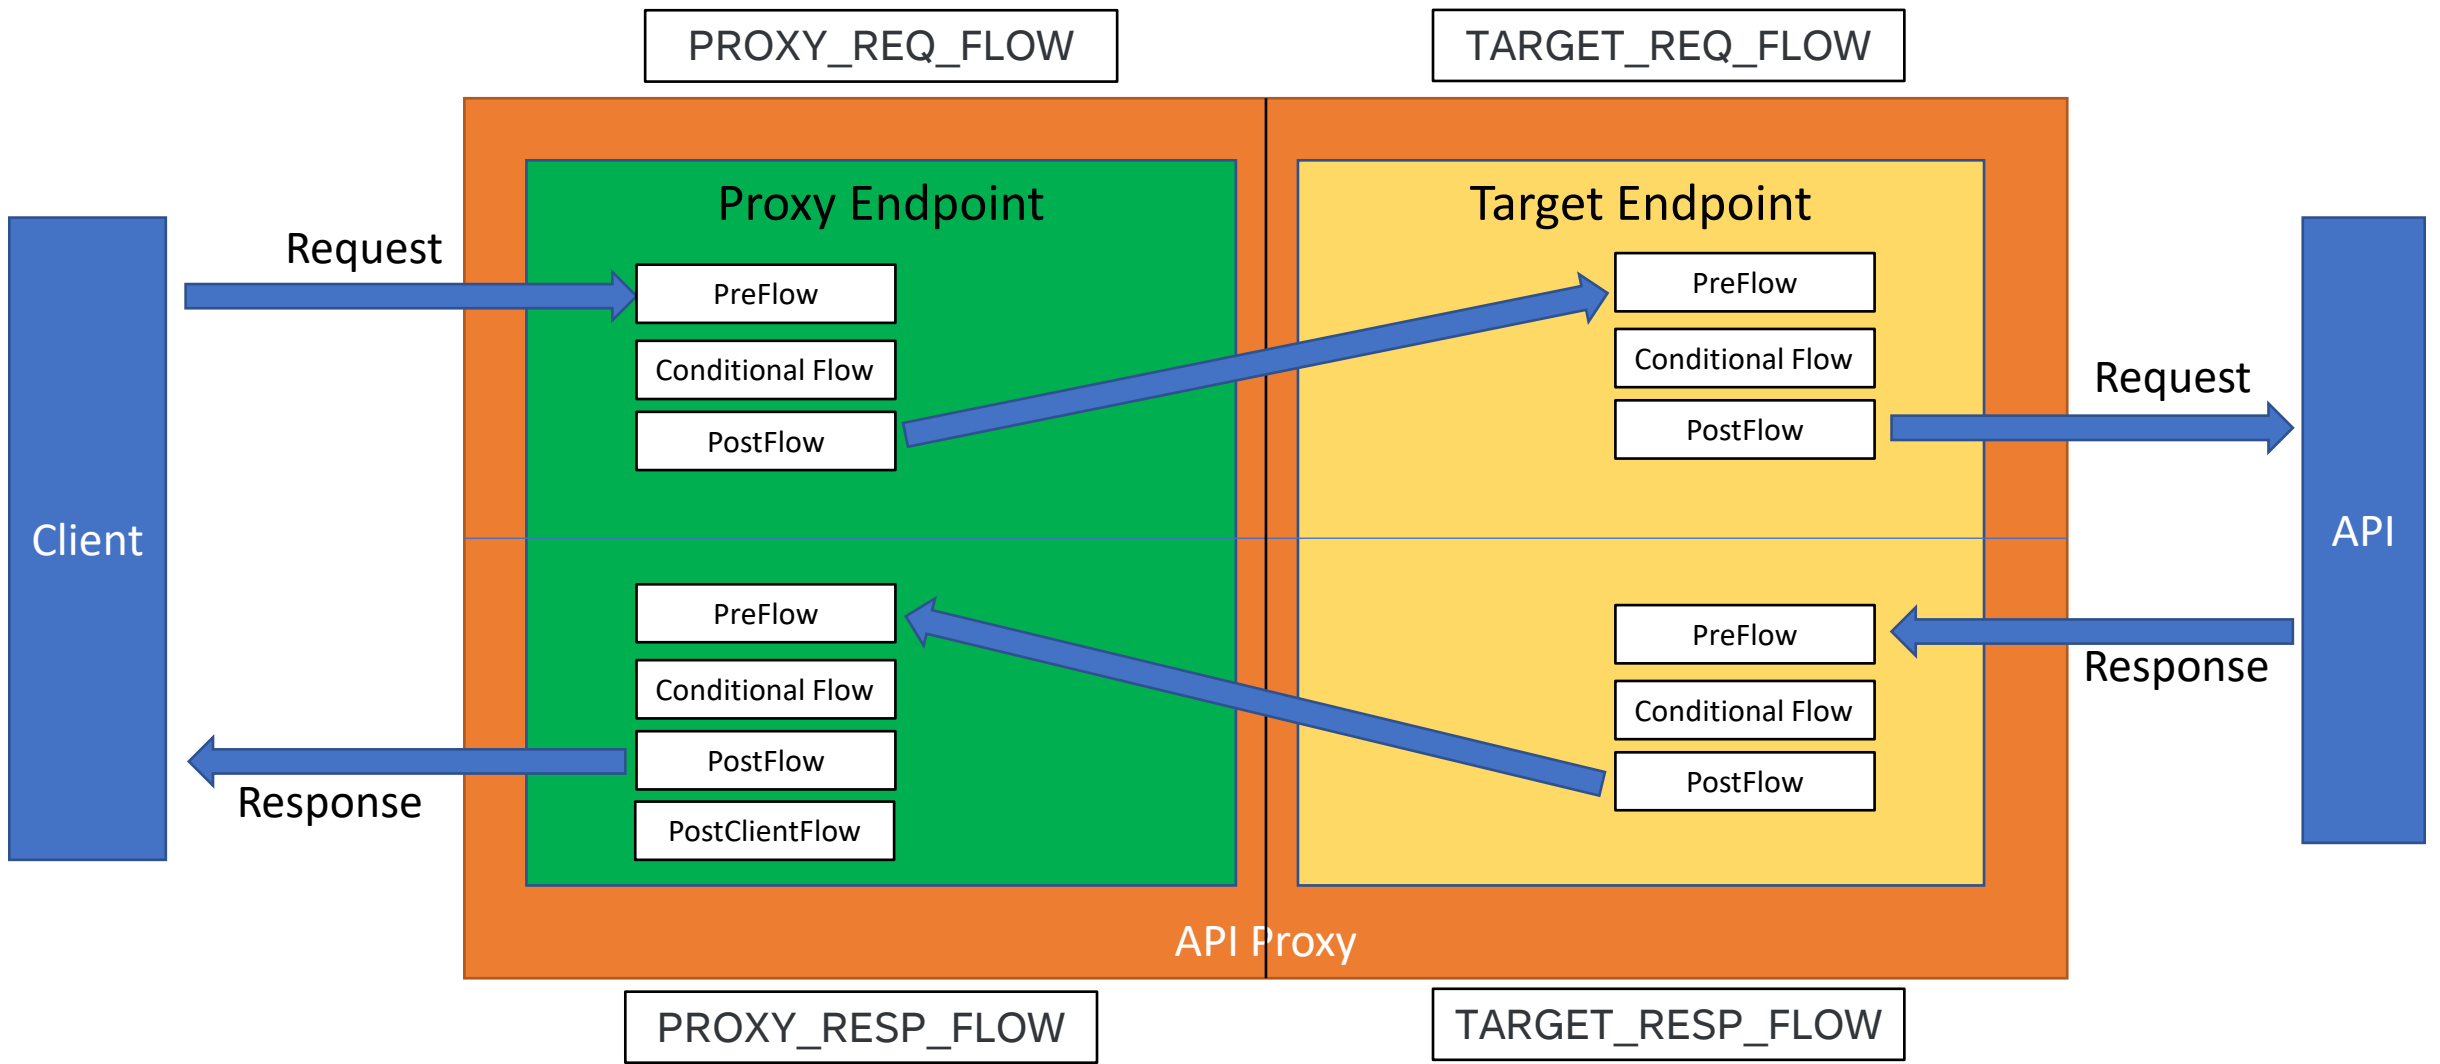 PROXY_REQ_FLOW
TARGET_REQ_FLOW
Proxy Endpoint
Target Endpoint
Request
PreFlow
Conditional Flow
PostFlow
PreFlow
Conditional Flow
PostFlow
Request
Client
API
PreFlow
Conditional Flow
PostFlow
PostClientFlow
Response
PreFlow
Conditional Flow
PostFlow
Response
API Proxy
PROXY_RESP_FLOW
TARGET_RESP_FLOW